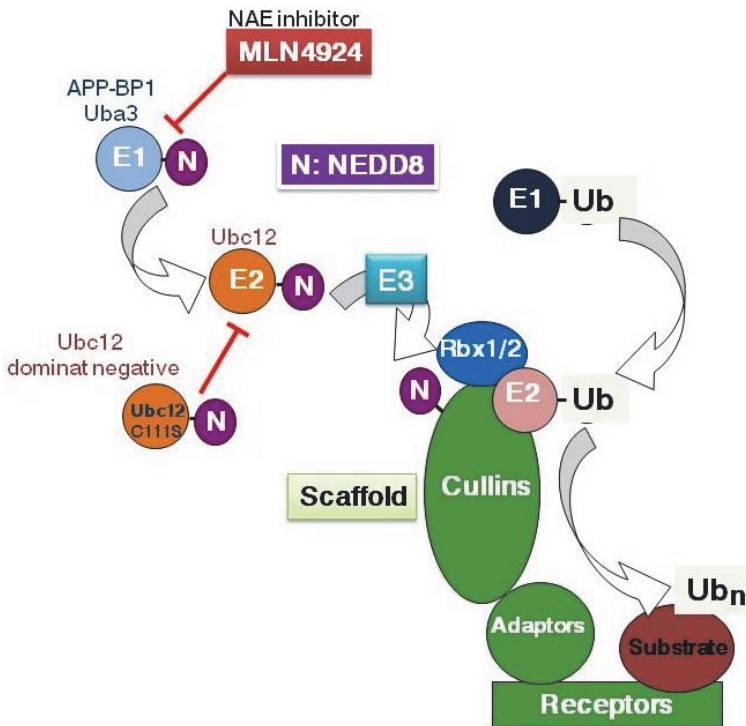 NAE inhibitor
MLN4924
APP-BP1
Uba3
E1
N
N: NEDD8
E1
Ub
Ubc12
E2
N
E3
Ubc12
dominat negative
Ubc12
C111S
N
Rbx1/2
N
E2
Ub
Scaffold
Cullins
Ubn
Adaptors
Substrate
Receptors